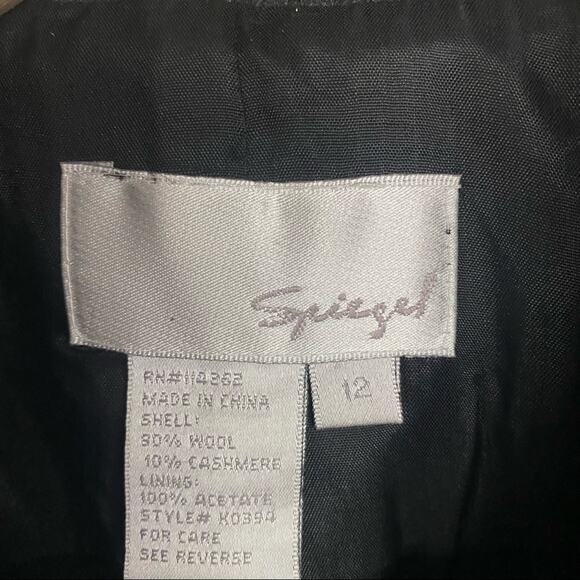 Spiegel
12
RN#114262
MADE IN CHINA
SHELL:
90% WOOL
10% CASHMERE
LINING:
100% ACETATE
STYLE# K0394
FOR CARE
SEE REVERSE